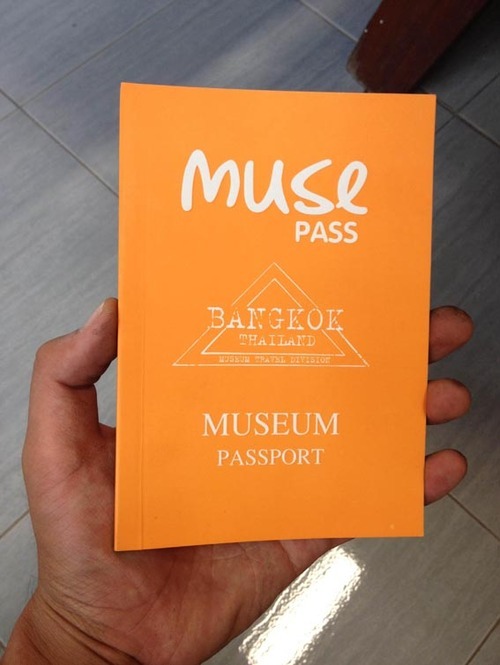 muse
PASS
BANGKOK
THAILAND
MUSEUM TRAVEL DIVISION
MUSEUM
PASSPORT